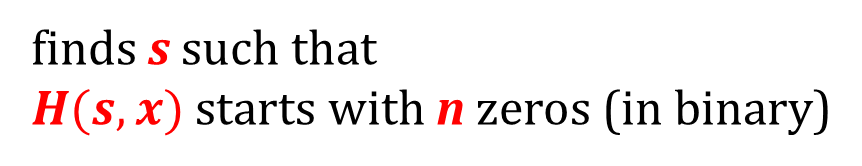 finds s such that
H(s, x) starts with n zeros (in binary)